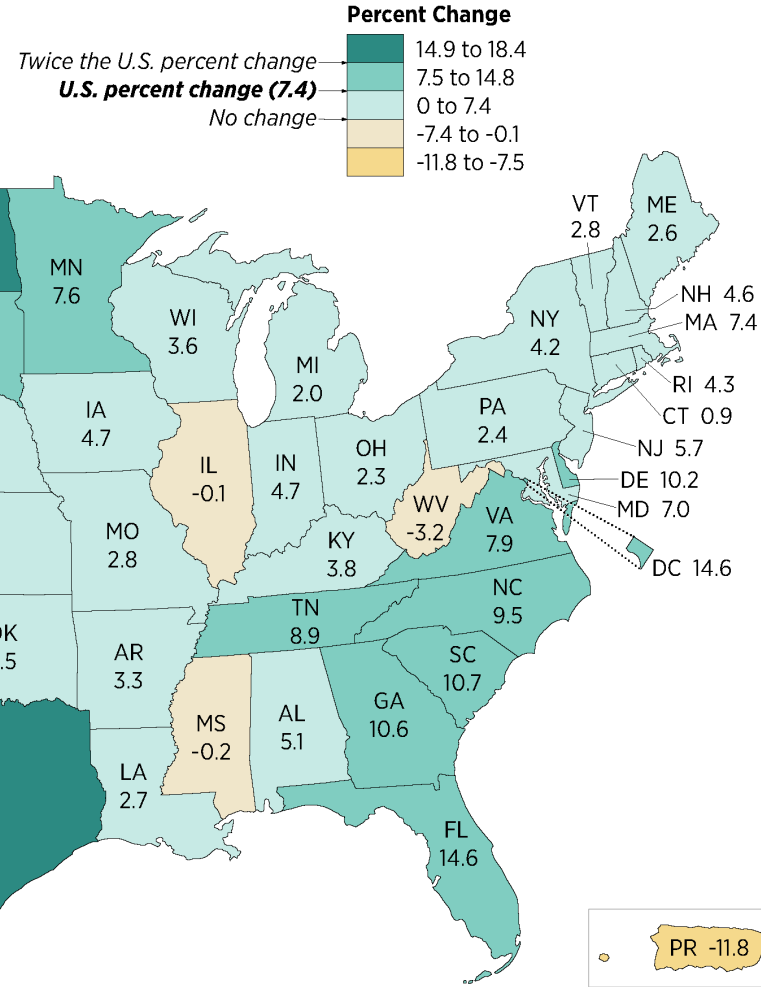 Percent Change
14.9 to 18.4
Twice the U.S. percent change
7.5 to 14.8
U.S. percent change (7.4)
0 to 7.4
No change
-7.4 to -0.1
-11.8 to -7.5
VT
2.8
ME
2.6
MN
7.6
NH 4.6
WI
3.6
NY
4.2
MA 7.4
MI
2.0
RI 4.3
CT 0.9
IA
4.7
PA
2.4
NJ 5.7
IL
-0.1
IN
4.7
OH
2.3
DE 10.2
WV
-3.2
MD 7.0
VA
7.9
MO
2.8
KY
3.8
DC 14.6
NC
9.5
TN
8.9
K
.5
AR
3.3
SC
10.7
GA
10.6
MS
-0.2
AL
5.1
LA
2.7
FL
14.6
PR -11.8